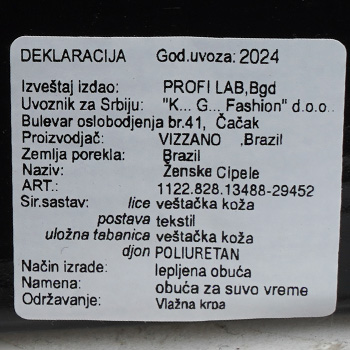 DEKLARACIJA God.uvoza: 2024
Izveštaj izdao: PROFI LAB,Bgd
Uvoznik za Srbiju: "K... G... Fashion" d.o.o.
Bulevar oslobodjenja br.41, Čačak
Proizvodjač: VIZZANO ,Brazil
Zemlja porekla: Brazil
Naziv: Ženske Cipele
ART.: 1122.828.13488-29452
Sir.sastav: lice veštačka koža
postava tekstil
uložna tabanica veštačka koža
djon POLIURETAN
Način izrade: lepljena obuća
Namena: obuća za suvo vreme
Održavanje: Vlažna krpa